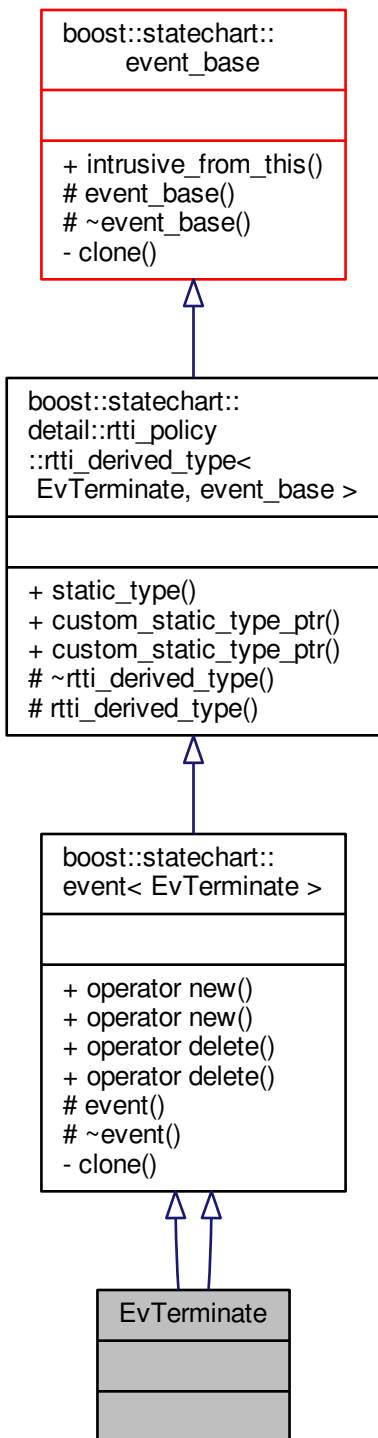 boost::statechart::
event_base
+ intrusive_from_this()
# event_base()
# ~event_base()
- clone()
boost::statechart::
detail::rtti_policy
::rtti_derived_type<
EvTerminate, event_base >
+ static_type()
+ custom_static_type_ptr()
+ custom_static_type_ptr()
# ~rtti_derived_type()
# rtti_derived_type()
boost::statechart::
event< EvTerminate >
+ operator new()
+ operator new()
+ operator delete()
+ operator delete()
# event()
# ~event()
- clone()
EvTerminate